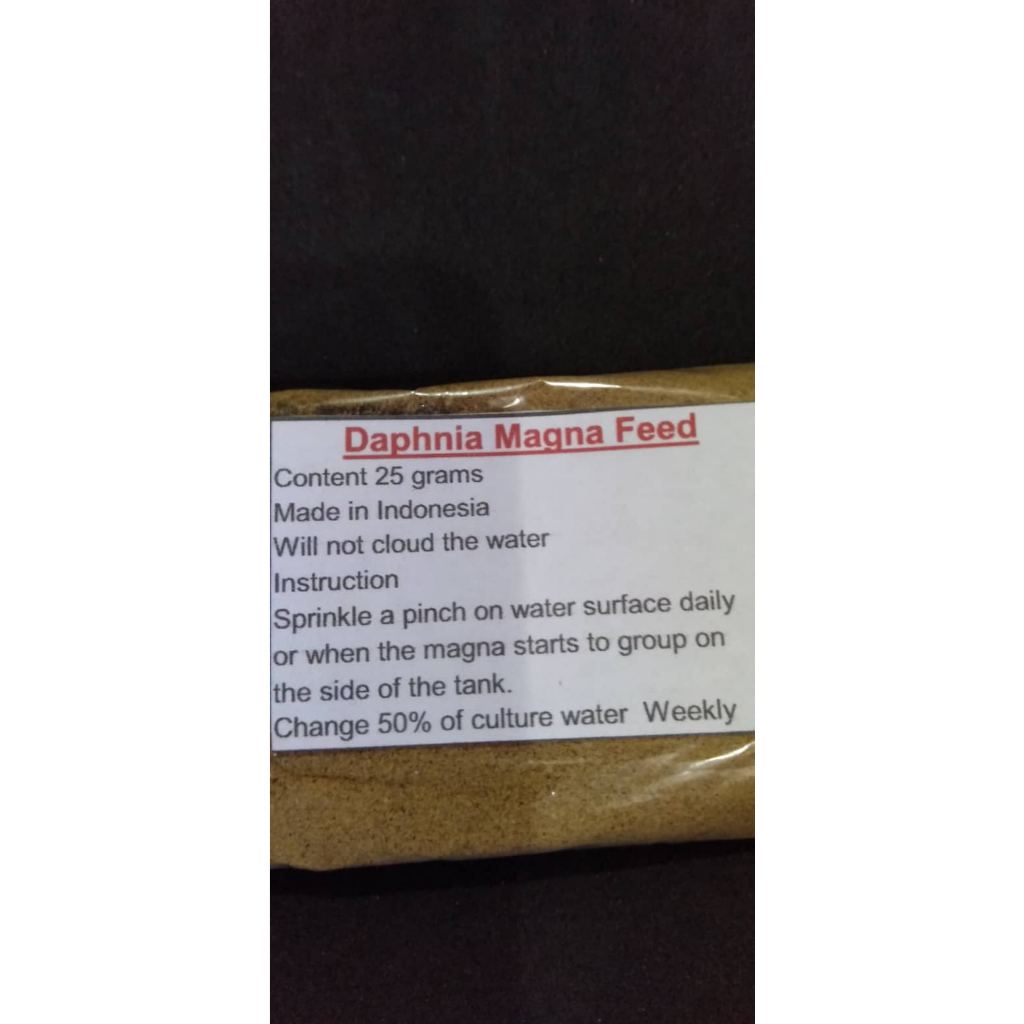 Daphnia Magna Feed
Content 25 grams
Made in Indonesia
Will not cloud the water
Instruction
Sprinkle a pinch on water surface daily
or when the magna starts to group on
the side of the tank.
Change 50% of culture water Weekly